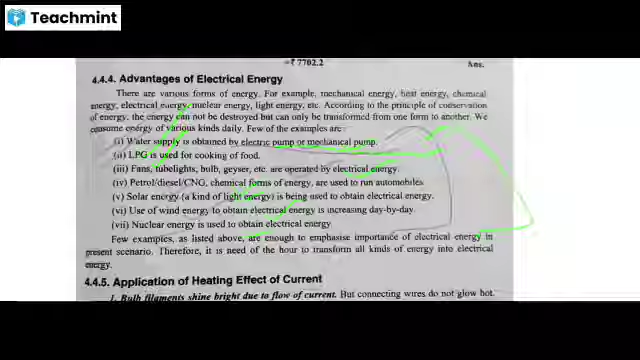 Teachmint
=₹ 7702.2 Ans.
4.4.4. Advantages of Electrical Energy
There are various forms of energy. For example, mechanical energy, heat energy, chemical
energy, electrical energy, nuclear energy, light energy, etc. According to the principle of conservation
of energy, the energy can not be destroyed but can only be transformed from one form to another. We
consume energy of various kinds daily. Few of the examples are :
(i) Water supply is obtained by electric pump or mechanical pump.
(ii) LPG is used for cooking of food.
(iii) Fans, tubelights, bulb, geyser, etc. are operated by electrical energy.
(iv) Petrol/diesel/CNG, chemical forms of energy, are used to run automobiles.
(v) Solar energy (a kind of light energy) is being used to obtain electrical energy.
(vi) Use of wind energy to obtain electrical energy is increasing day-by-day.
(vii) Nuclear energy is used to obtain electrical energy
Few examples, as listed above, are enough to emphasise importance of electrical energy in
present scenario. Therefore, it is need of the hour to transform all kinds of energy into electrical
energy.
4.4.5. Application of Heating Effect of Current
1. Bulb filaments shine bright due to flow of current. But connecting wires do not glow hot.